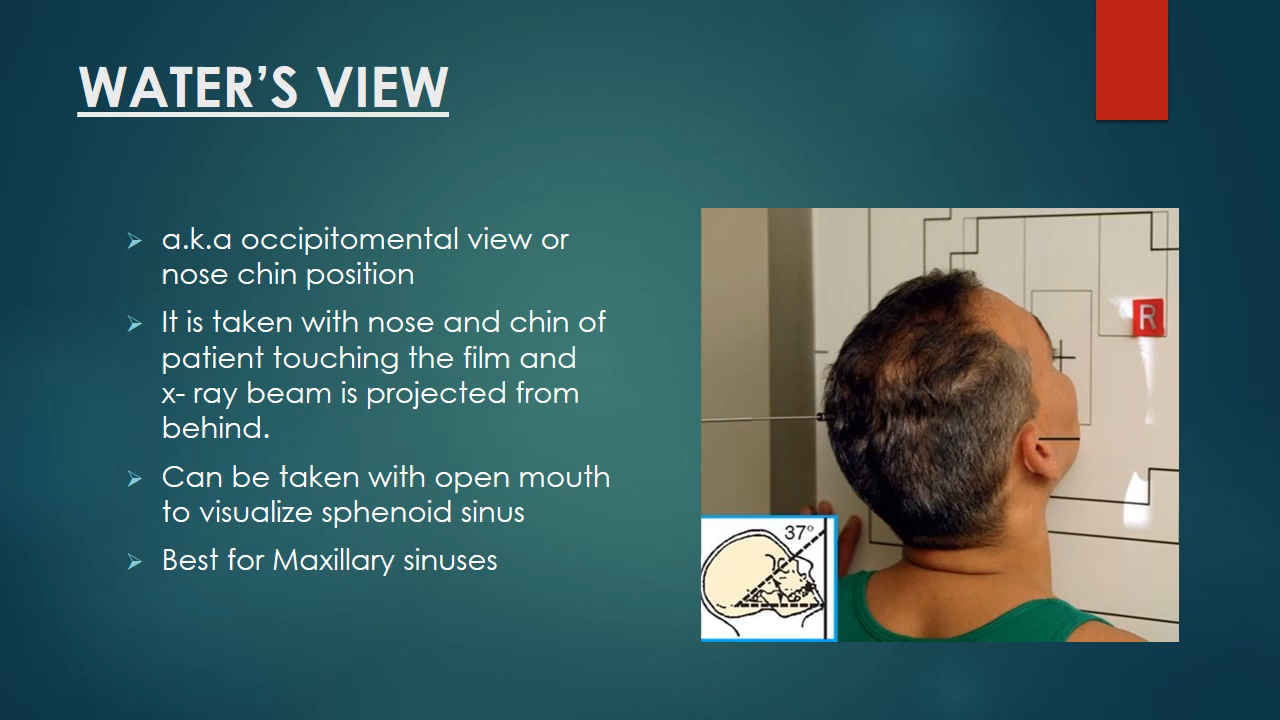 WATER’S VIEW
a.k.a occipitomental view or
nose chin position
It is taken with nose and chin of
patient touching the film and
x- ray beam is projected from
behind.
Can be taken with open mouth
to visualize sphenoid sinus
Best for Maxillary sinuses
R
37°